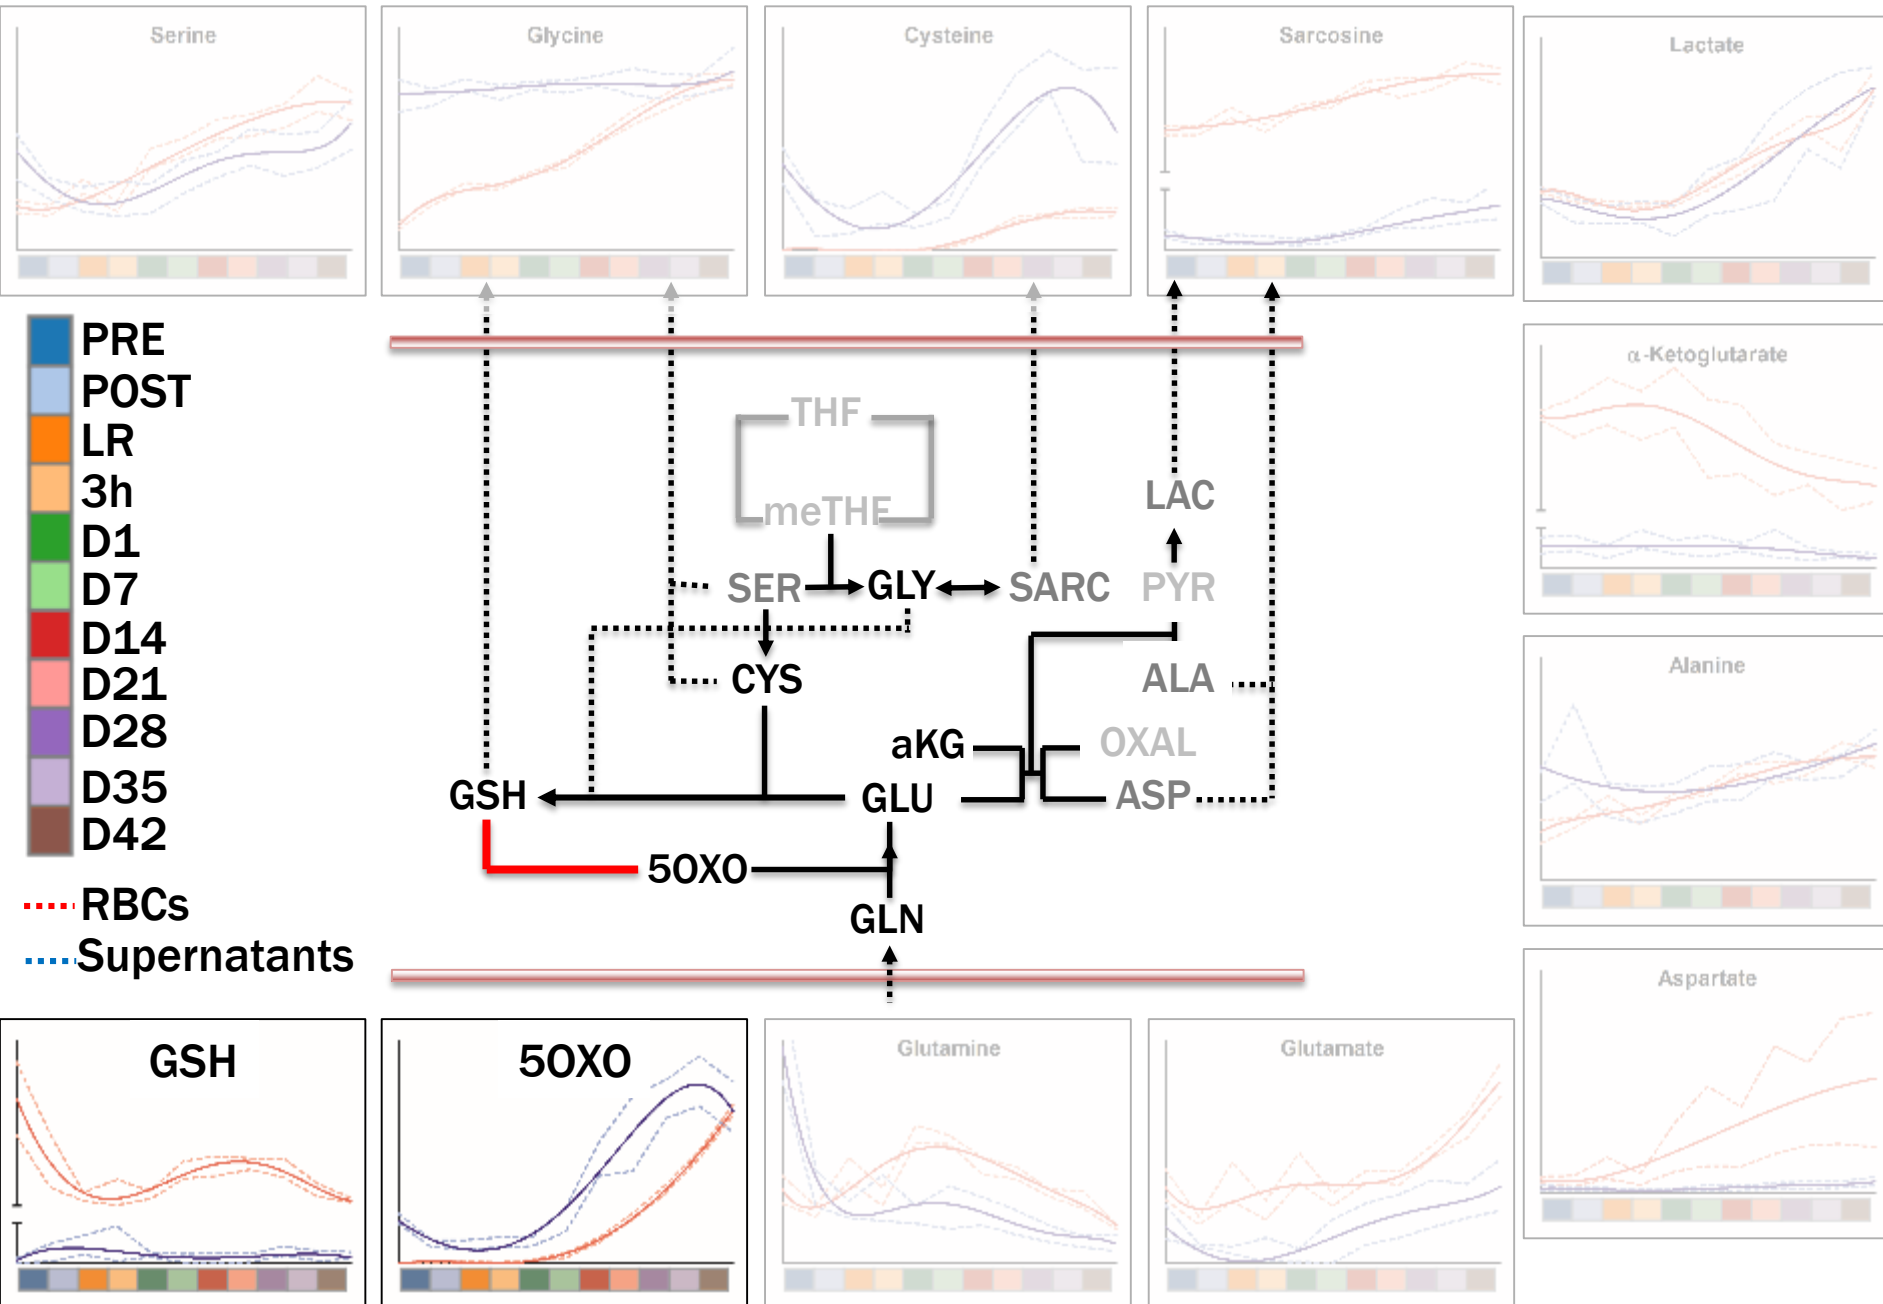 Serine
Glycine
Cysteine
Sarcosine
Lactate
PRE
POST
LR
3h
D1
D7
D14
D21
D28
D35
D42
RBCs
Supernatants
THF
meTHF
SER
GLY
SARC
LAC
PYR
CYS
ALA
aKG
OXAL
GSH
GLU
ASP
5OXO
GLN
α-Ketoglutarate
Alanine
Aspartate
GSH
5OXO
Glutamine
Glutamate